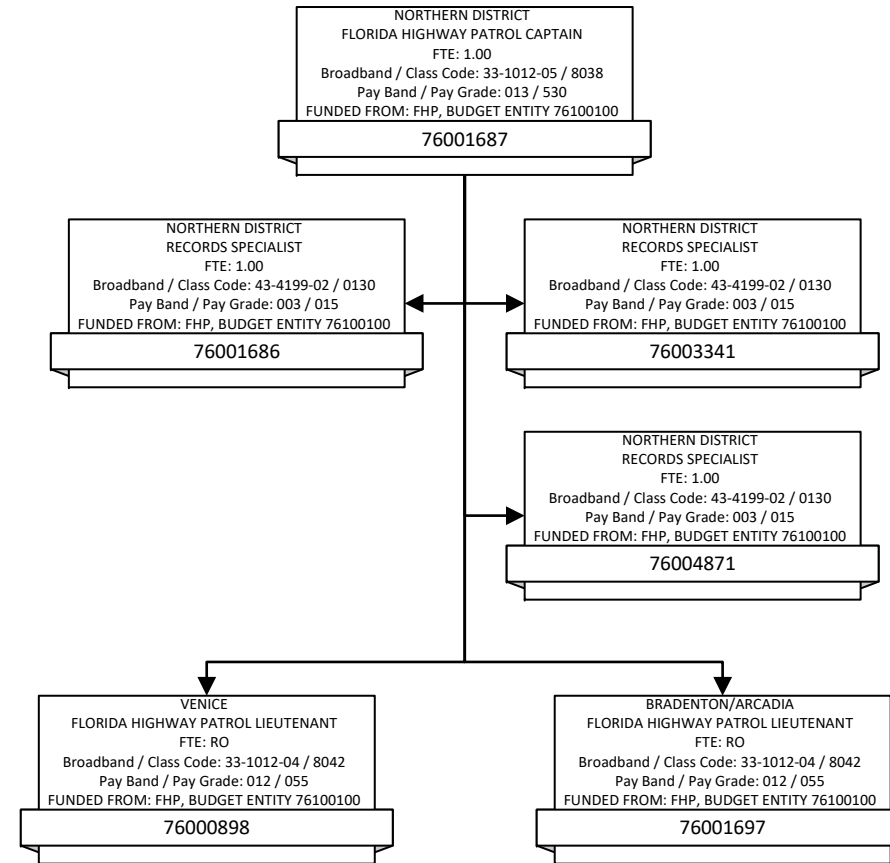 NORTHERN DISTRICT
FLORIDA HIGHWAY PATROL CAPTAIN
FTE: 1.00
Broadband / Class Code: 33-1012-05 / 8038
Pay Band / Pay Grade: 013 / 530
FUNDED FROM: FHP, BUDGET ENTITY 76100100
76001687
NORTHERN DISTRICT
RECORDS SPECIALIST
FTE: 1.00
Broadband / Class Code: 43-4199-02 / 0130
Pay Band / Pay Grade: 003 / 015
FUNDED FROM: FHP, BUDGET ENTITY 76100100
76001686
NORTHERN DISTRICT
RECORDS SPECIALIST
FTE: 1.00
Broadband / Class Code: 43-4199-02 / 0130
Pay Band / Pay Grade: 003 / 015
FUNDED FROM: FHP, BUDGET ENTITY 76100100
76003341
NORTHERN DISTRICT
RECORDS SPECIALIST
FTE: 1.00
Broadband / Class Code: 43-4199-02 / 0130
Pay Band / Pay Grade: 003 / 015
FUNDED FROM: FHP, BUDGET ENTITY 76100100
76004871
VENICE
FLORIDA HIGHWAY PATROL LIEUTENANT
FTE: RO
Broadband / Class Code: 33-1012-04 / 8042
Pay Band / Pay Grade: 012 / 055
FUNDED FROM: FHP, BUDGET ENTITY 76100100
76000898
BRADENTON/ARCADIA
FLORIDA HIGHWAY PATROL LIEUTENANT
FTE: RO
Broadband / Class Code: 33-1012-04 / 8042
Pay Band / Pay Grade: 012 / 055
FUNDED FROM: FHP, BUDGET ENTITY 76100100
76001697